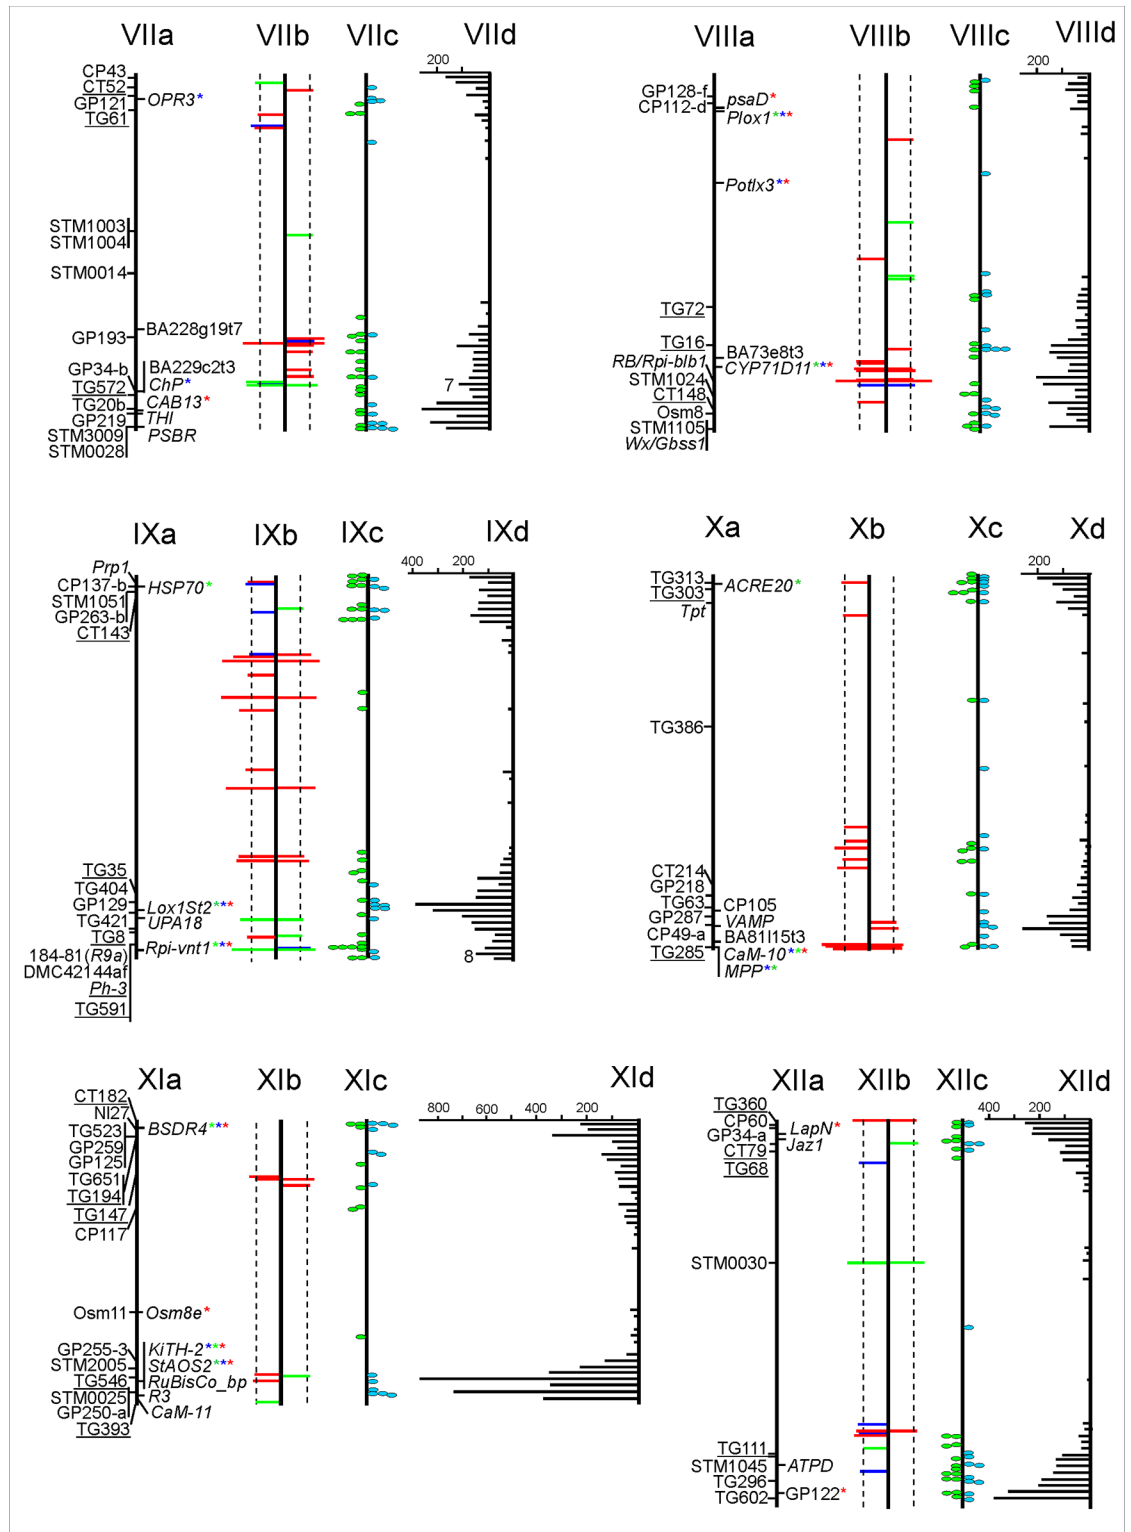 VIIa VIIb VIIc VIId
200
CP43
CT52
GP121 OPR3*
TG61
STM1003
STM1004
STM0014
BA228g19t7
GP193
GP34-b BA229c2t3
TG572 ChP*
7
TG20b CAB13*
GP219 THI
STM3009 PSBR
STM0028
VIIIa VIIIb VIIIc VIIId
200
GP128-f psaD*
CP112-d Plox1***
Potlx3**
TG72
TG16 BA73e8t3
RB/Rpi-blb1 CYP71D11***
STM1024
CT148
Osm8
STM1105
Wx/Gbss1
IXa IXb IXc IXd
400 200
Prp1
CP137-b HSP70*
STM1051
GP263-b
CT143
TG35
TG404
GP129 Lox1St2***
TG421 UPA18
TG8 Rpi-vnt1***
184-81(R9a)
8
DMC42144af
Ph-3
TG591
Xa Xb Xc Xd
200
TG313 ACRE20*
TG303
Tpt
TG386
CT214
GP218
TG63 CP105
GP287 VAMP
CP49-a BA81I15t3
TG285 CaM-10***
MPP**
XIa XIb XIc XId
800 600 400 200
CT182
NI27
TG523 BSDR4***
GP259
GP125
TG651
TG194
TG147
CP117
Osm11 Osm8e*
GP255-3 KiTH-2***
STM2005 StAOS2***
TG546 RuBisCo_bp
STM0025 R3
GP250-a CaM-11
TG393
XIIa XIIb XIIc XIId
400 200
TG360
CP60 LapN*
GP34-a Jaz1
CT79
TG68
STM0030
TG111
STM1045 ATPD
TG296
TG602 GP122*